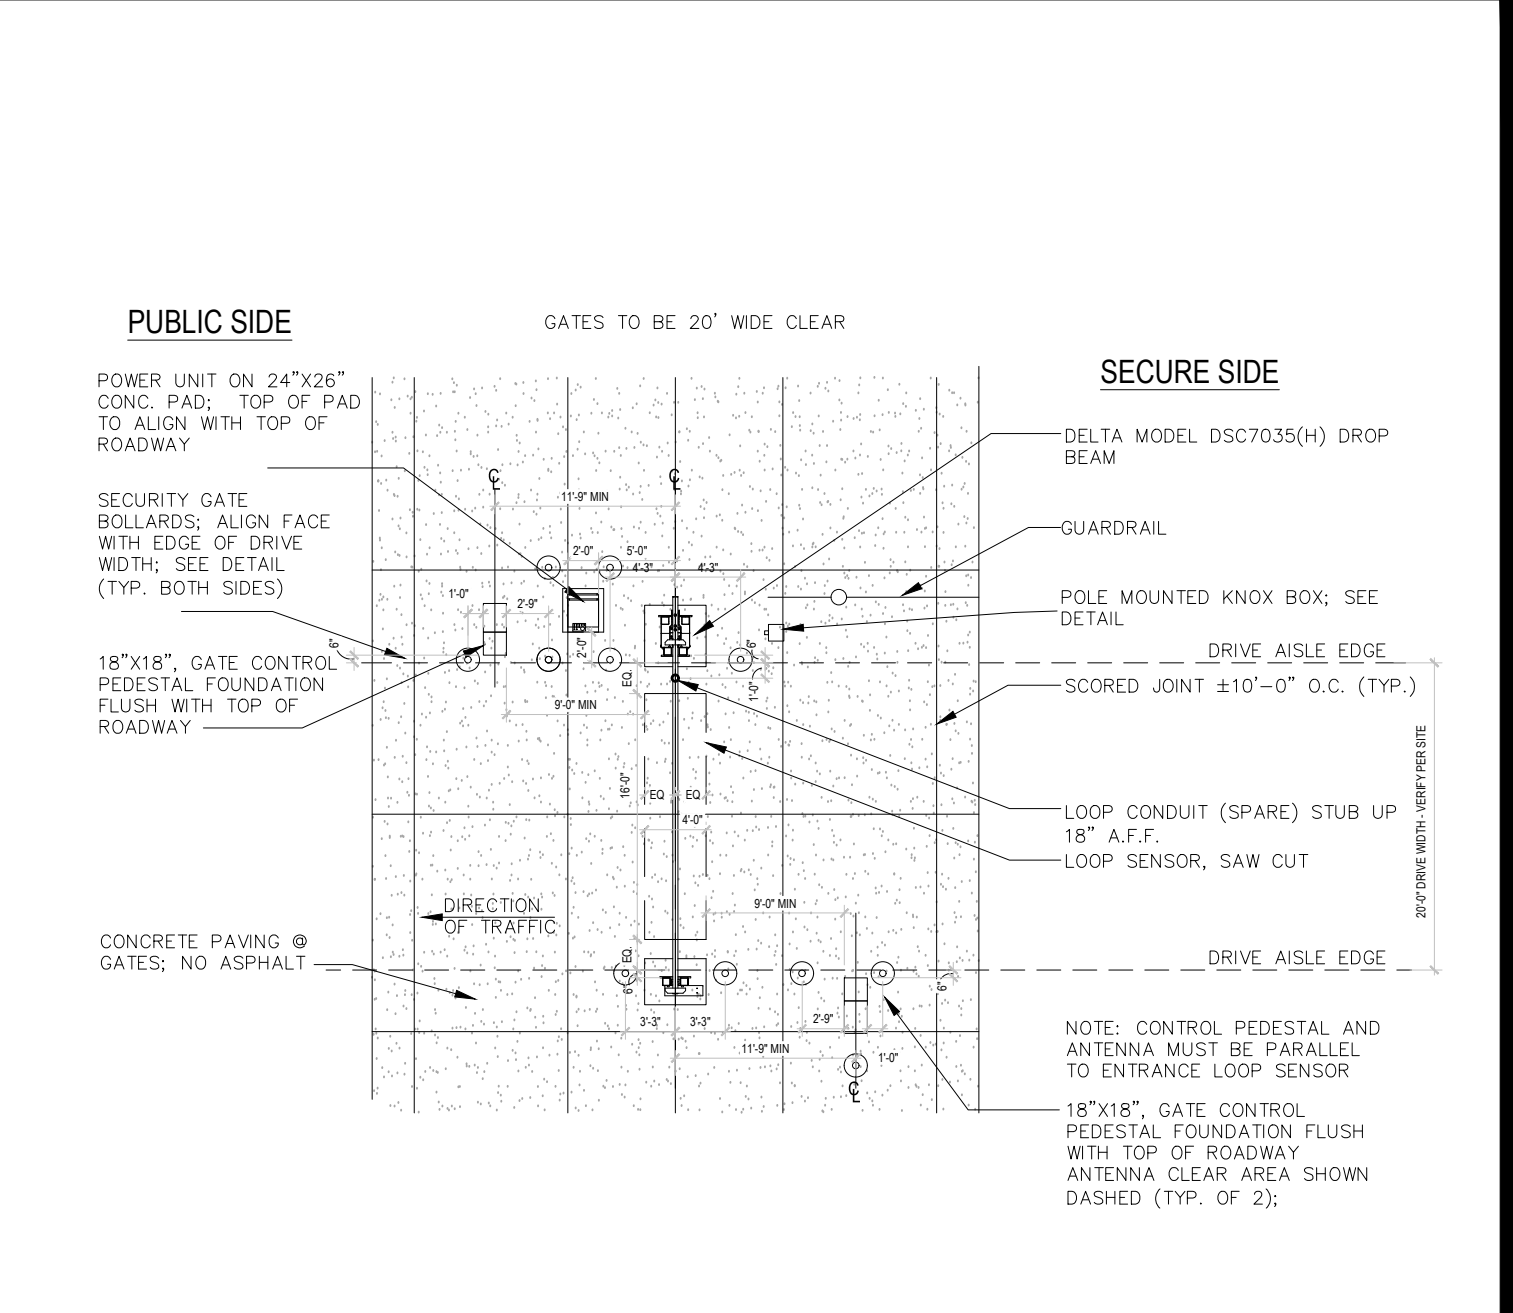 PUBLIC SIDE
GATES TO BE 20' WIDE CLEAR
SECURE SIDE
POWER UNIT ON 24"X26"
CONC. PAD; TOP OF PAD
TO ALIGN WITH TOP OF
ROADWAY
SECURITY GATE
BOLLARDS; ALIGN FACE
WITH EDGE OF DRIVE
WIDTH; SEE DETAIL
(TYP. BOTH SIDES)
18"X18", GATE CONTROL
PEDESTAL FOUNDATION
FLUSH WITH TOP OF
ROADWAY
CONCRETE PAVING @
GATES; NO ASPHALT
CL
CL
11'-9" MIN
2'-0"
5'-0"
4'-3"
4'-3"
1'-0"
2'-9"
6"
2'-0"
6"
1'-0"
EQ.
9'-0" MIN
16'-0"
EQ
EQ
4'-0"
DIRECTION
OF TRAFFIC
9'-0" MIN
EQ.
6"
6"
3'-3"
3'-3"
2'-9"
11'-9" MIN
1'-0"
CL
DELTA MODEL DSC7035(H) DROP
BEAM
GUARDRAIL
POLE MOUNTED KNOX BOX; SEE
DETAIL
DRIVE AISLE EDGE
SCORED JOINT ±10'-0" O.C. (TYP.)
20'-0" DRIVE WIDTH - VERIFY PER SITE
LOOP CONDUIT (SPARE) STUB UP
18" A.F.F.
LOOP SENSOR, SAW CUT
DRIVE AISLE EDGE
NOTE: CONTROL PEDESTAL AND
ANTENNA MUST BE PARALLEL
TO ENTRANCE LOOP SENSOR
18"X18", GATE CONTROL
PEDESTAL FOUNDATION FLUSH
WITH TOP OF ROADWAY
ANTENNA CLEAR AREA SHOWN
DASHED (TYP. OF 2);